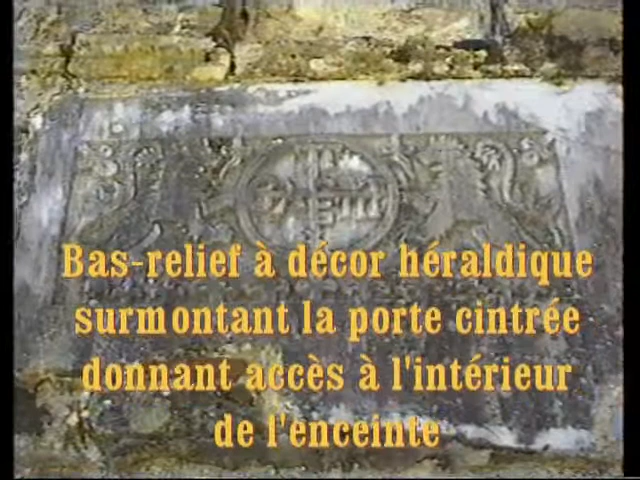 Bas-relief à décor héraldique
surmontant la porte cintrée
donnant accès à l'intérieur
de l'enceinte